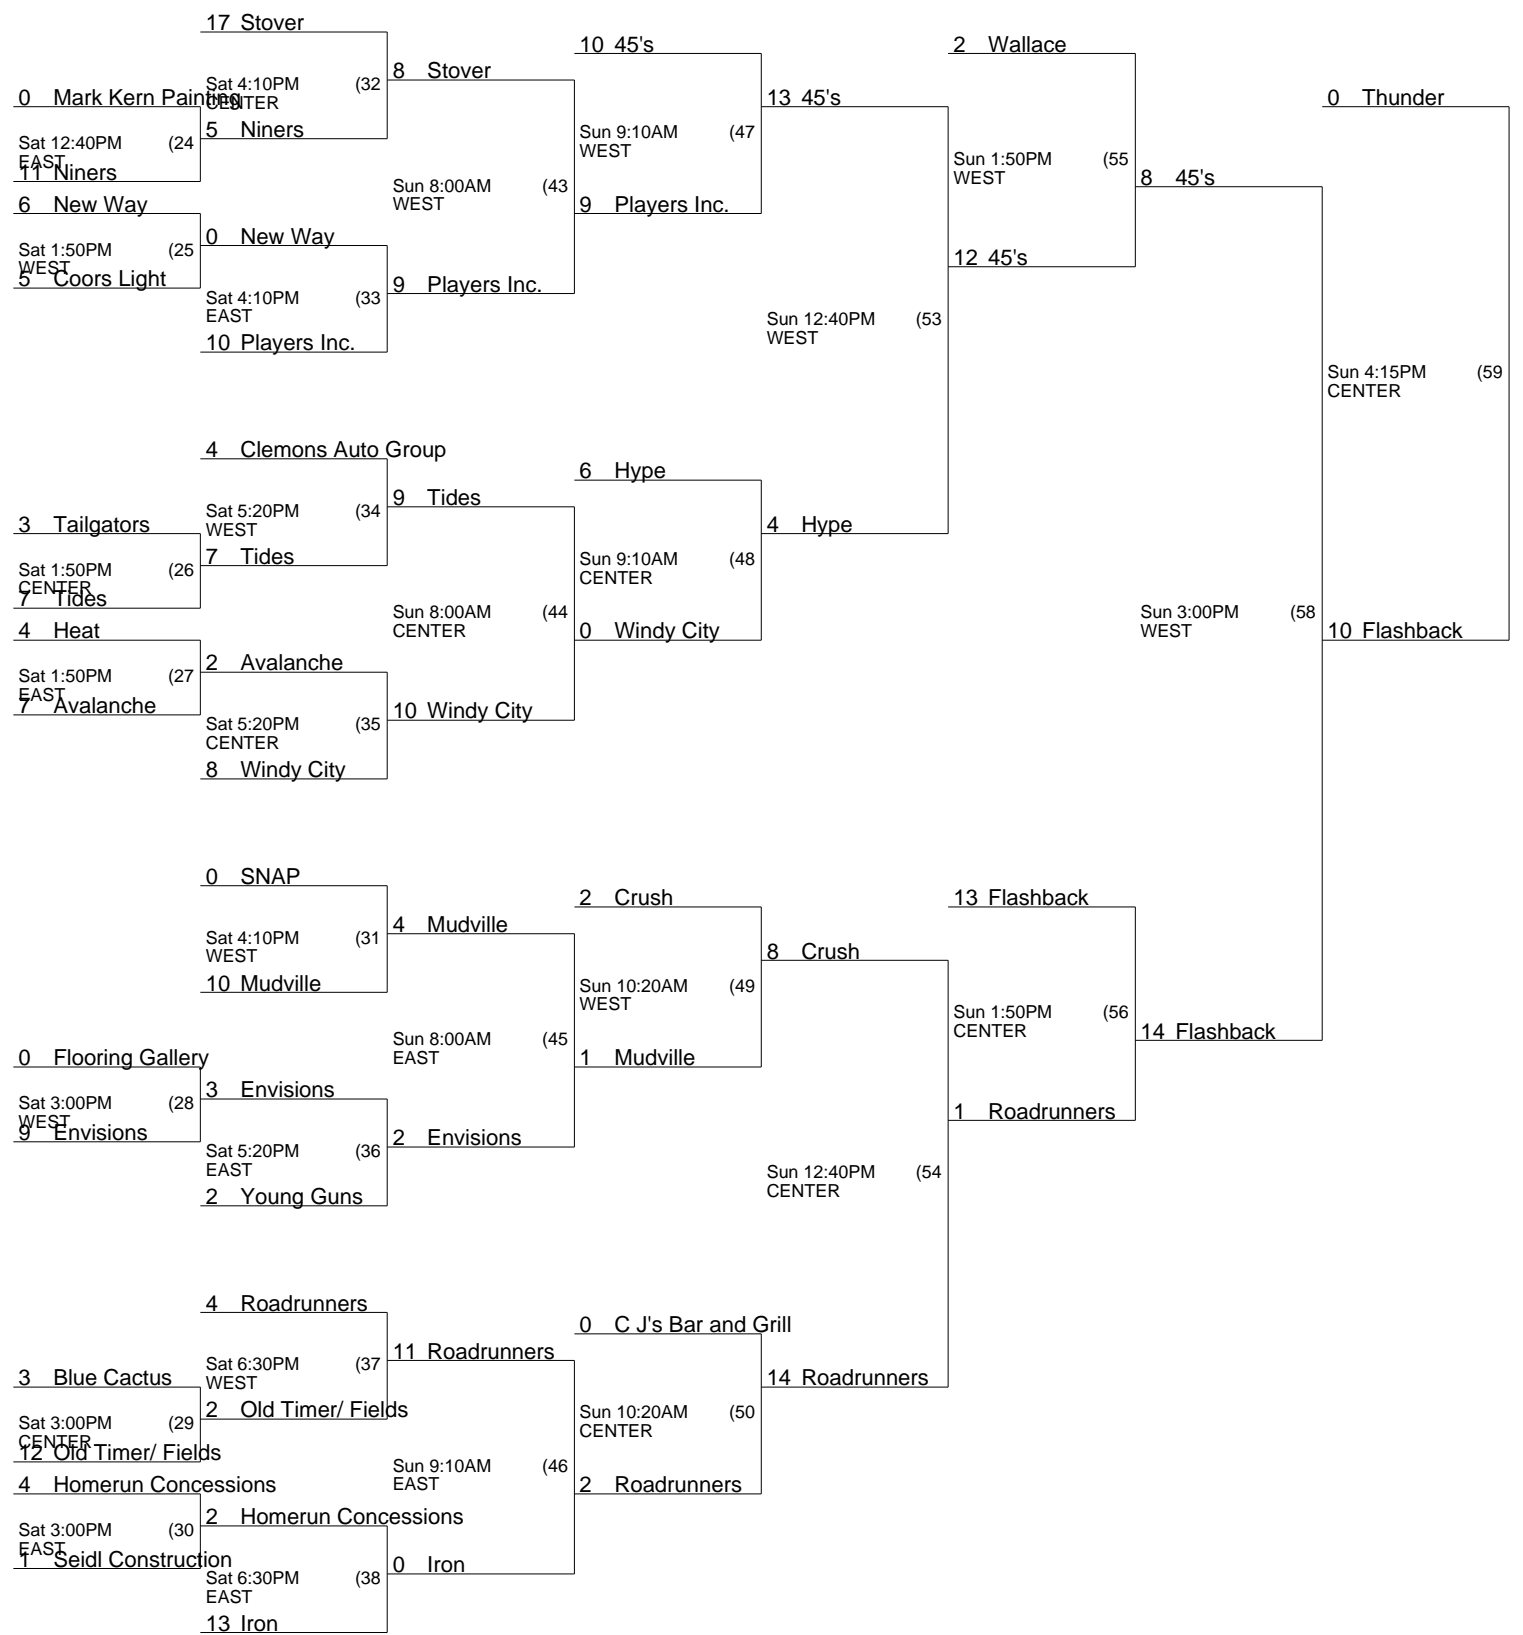 17 Stover
10 45's
2 Wallace
8 Stover
Sat 4:10PM (32
CENTER
0 Mark Kern Painting
13 45's
0 Thunder
5 Niners
Sat 12:40PM (24
EAST
11 Niners
Sun 9:10AM (47
WEST
Sun 1:50PM (55
WEST
Sun 8:00AM (43
WEST
8 45's
6 New Way
9 Players Inc.
0 New Way
Sat 1:50PM (25
WEST
5 Coors Light
12 45's
9 Players Inc.
Sat 4:10PM (33
EAST
10 Players Inc.
Sun 12:40PM (53
WEST
Sun 4:15PM (59
CENTER
4 Clemons Auto Group
6 Hype
9 Tides
Sat 5:20PM (34
WEST
3 Tailgators
4 Hype
7 Tides
Sat 1:50PM (26
CENTER
7 Tides
Sun 9:10AM (48
CENTER
Sun 8:00AM (44
CENTER
Sun 3:00PM (58
WEST
4 Heat
0 Windy City
10 Flashback
2 Avalanche
Sat 1:50PM (27
EAST
7 Avalanche
10 Windy City
Sat 5:20PM (35
CENTER
8 Windy City
0 SNAP
2 Crush
13 Flashback
4 Mudville
Sat 4:10PM (31
WEST
8 Crush
10 Mudville
Sun 10:20AM (49
WEST
Sun 1:50PM (56
CENTER
Sun 8:00AM (45
EAST
14 Flashback
0 Flooring Gallery
1 Mudville
3 Envisions
Sat 3:00PM (28
WEST
9 Envisions
1 Roadrunners
2 Envisions
Sat 5:20PM (36
EAST
2 Young Guns
Sun 12:40PM (54
CENTER
4 Roadrunners
0 C J's Bar and Grill
11 Roadrunners
Sat 6:30PM (37
WEST
3 Blue Cactus
14 Roadrunners
2 Old Timer/ Fields
Sat 3:00PM (29
CENTER
12 Old Timer/ Fields
Sun 10:20AM (50
CENTER
Sun 9:10AM (46
EAST
4 Homerun Concessions
2 Roadrunners
2 Homerun Concessions
Sat 3:00PM (30
EAST
1 Seidl Construction
0 Iron
Sat 6:30PM (38
EAST
13 Iron